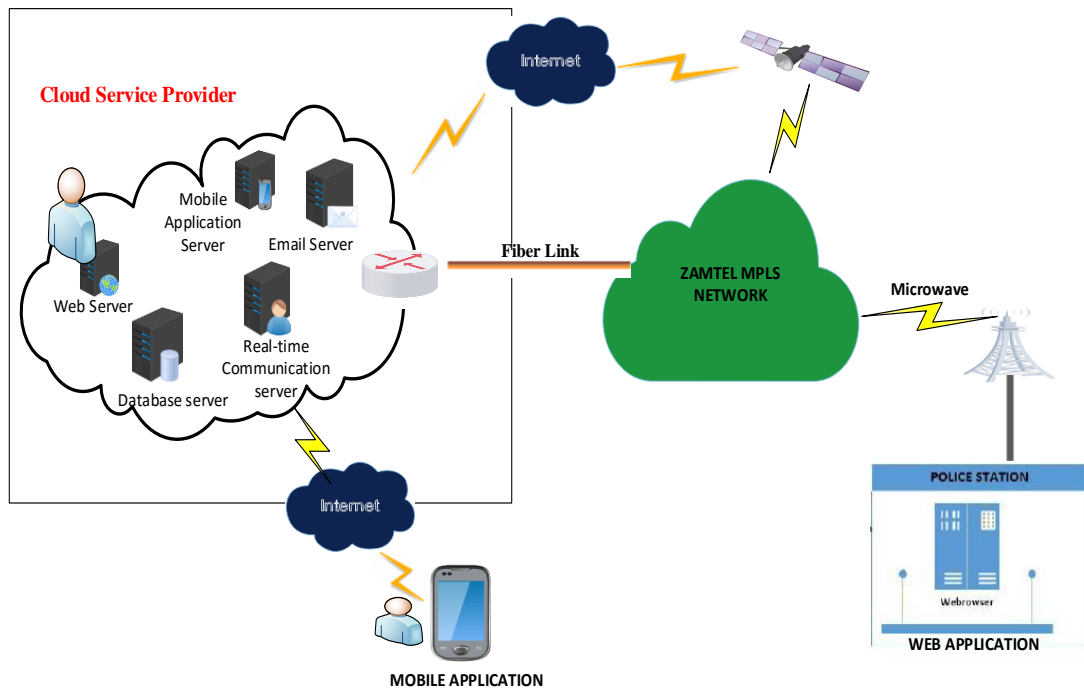 Internet
Cloud Service Provider
Mobile
Application
Server
Email Server
Web Server
Real-time
Communication
server
Database server
Fiber Link
ZAMTEL MPLS
NETWORK
Microwave
POLICE STATION
Webrowser
WEB APPLICATION
Internet
MOBILE APPLICATION